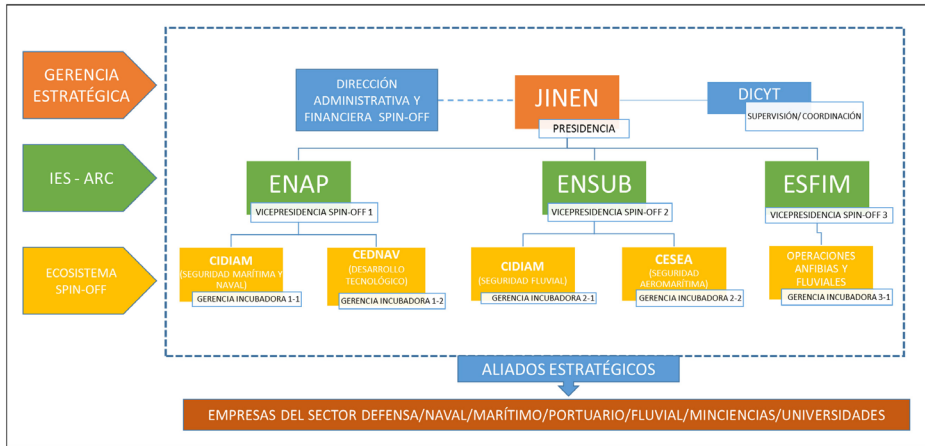 GERENCIA
ESTRATÉGICA
DIRECCIÓN
ADMINISTRATIVA Y
FINANCIERA SPIN-OFF
JINEN
PRESIDENCIA
DICYT
SUPERVISIÓN/ COORDINACIÓN
IES - ARC
ENAP
VICEPRESIDENCIA SPIN-OFF 1
ENSUB
VICEPRESIDENCIA SPIN-OFF 2
ESFIM
VICEPRESIDENCIA SPIN-OFF 3
ECOSISTEMA
SPIN-OFF
CIDIAM
(SEGURIDAD MARÍTIMA Y
NAVAL)
GERENCIA INCUBADORA 1-1
CEDNAV
(DESARROLLO
TECNOLÓGICO)
GERENCIA INCUBADORA 1-2
CIDIAM
(SEGURIDAD FLUVIAL)
GERENCIA INCUBADORA 2-1
CESEA
(SEGURIDAD
AEROMARÍTIMA)
GERENCIA INCUBADORA 2-2
OPERACIONES
ANFIBIAS Y
FLUVIALES
GERENCIA INCUBADORA 3-1
ALIADOS ESTRATÉGICOS
EMPRESAS DEL SECTOR DEFENSA/NAVAL/MARÍTIMO/PORTUARIO/FLUVIAL/MINCIENCIAS/UNIVERSIDADES